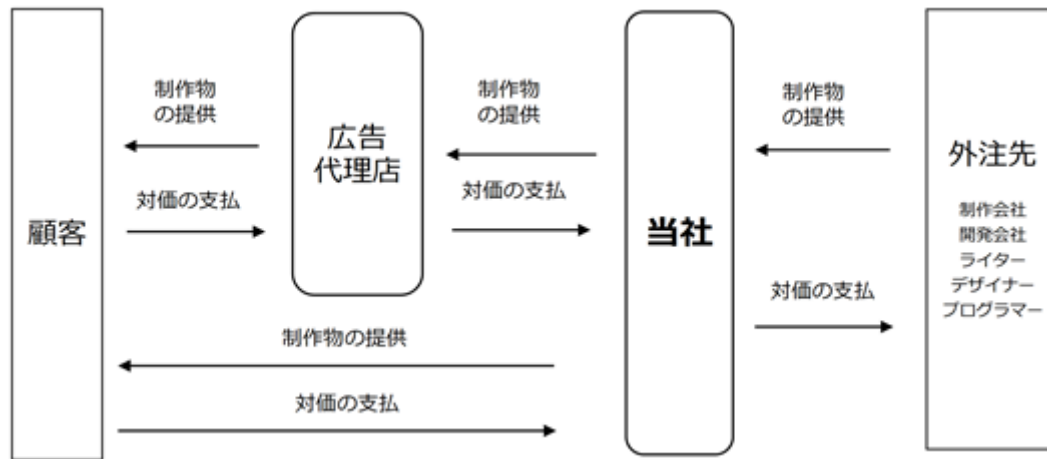 顧客
制作物
の提供
対価の支払
広告
代理店
制作物
の提供
対価の支払
制作物の提供
対価の支払
当社
制作物
の提供
対価の支払
外注先
制作会社
開発会社
ライター
デザイナー
プログラマー